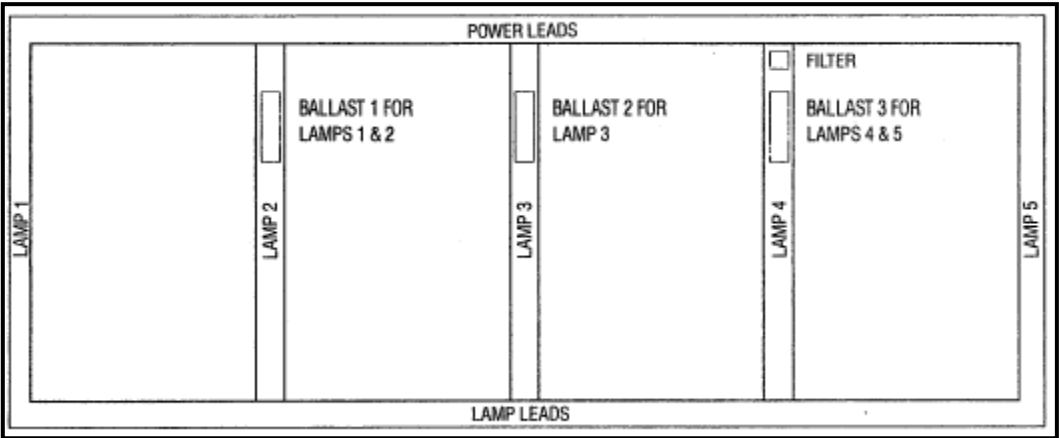 POWER LEADS
FILTER
BALLAST 1 FOR
LAMPS 1 & 2
BALLAST 2 FOR
LAMP 3
BALLAST 3 FOR
LAMPS 4 & 5
LAMP 1
LAMP 2
LAMP 3
LAMP 4
LAMP 5
LAMP LEADS